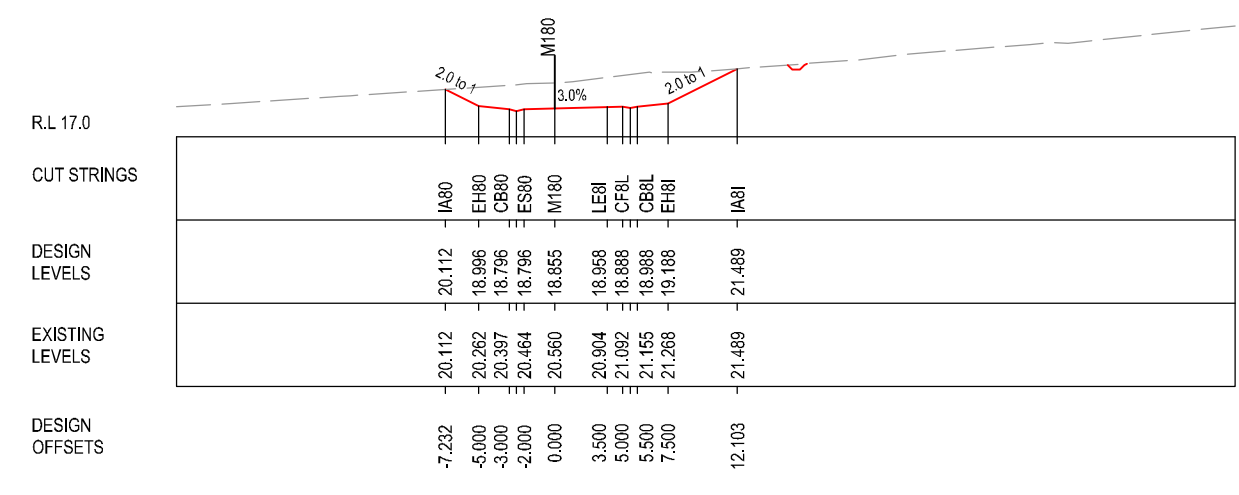 M180
2.0 to 1
3.0%
2.0 to 1
R.L 17.0
CUT STRINGS
IA80 EH80 CB80 ES80 M180 LE8I CF8L CB8L EH8I IA8I
DESIGN
LEVELS
20.112 18.996 18.796 18.796 18.855 18.958 18.888 18.988 19.188 21.489
EXISTING
LEVELS
20.112 20.262 20.397 20.464 20.560 20.904 21.092 21.155 21.268 21.489
DESIGN
OFFSETS
-7.232 -5.000 -3.000 -2.000 0.000 3.500 5.000 5.500 7.500 12.103